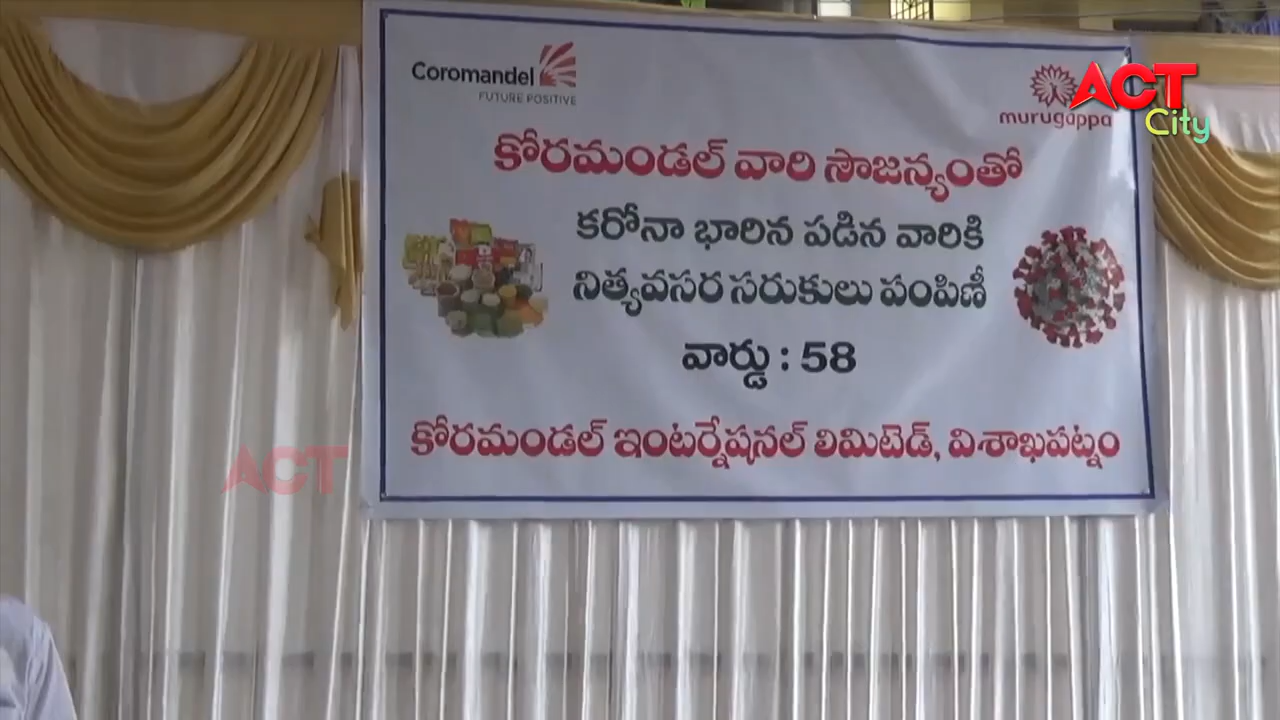 Coromandel
FUTURE POSITIVE
murugappa
ACT
City
కోరమండల్ వారి సౌజన్యంతో
కరోనా భారిన పడిన వారికి
నిత్యవసర సరుకులు పంపిణీ
వార్డు : 58
కోరమండల్ ఇంటర్నేషనల్ లిమిటెడ్, విశాఖపట్నం
ACT